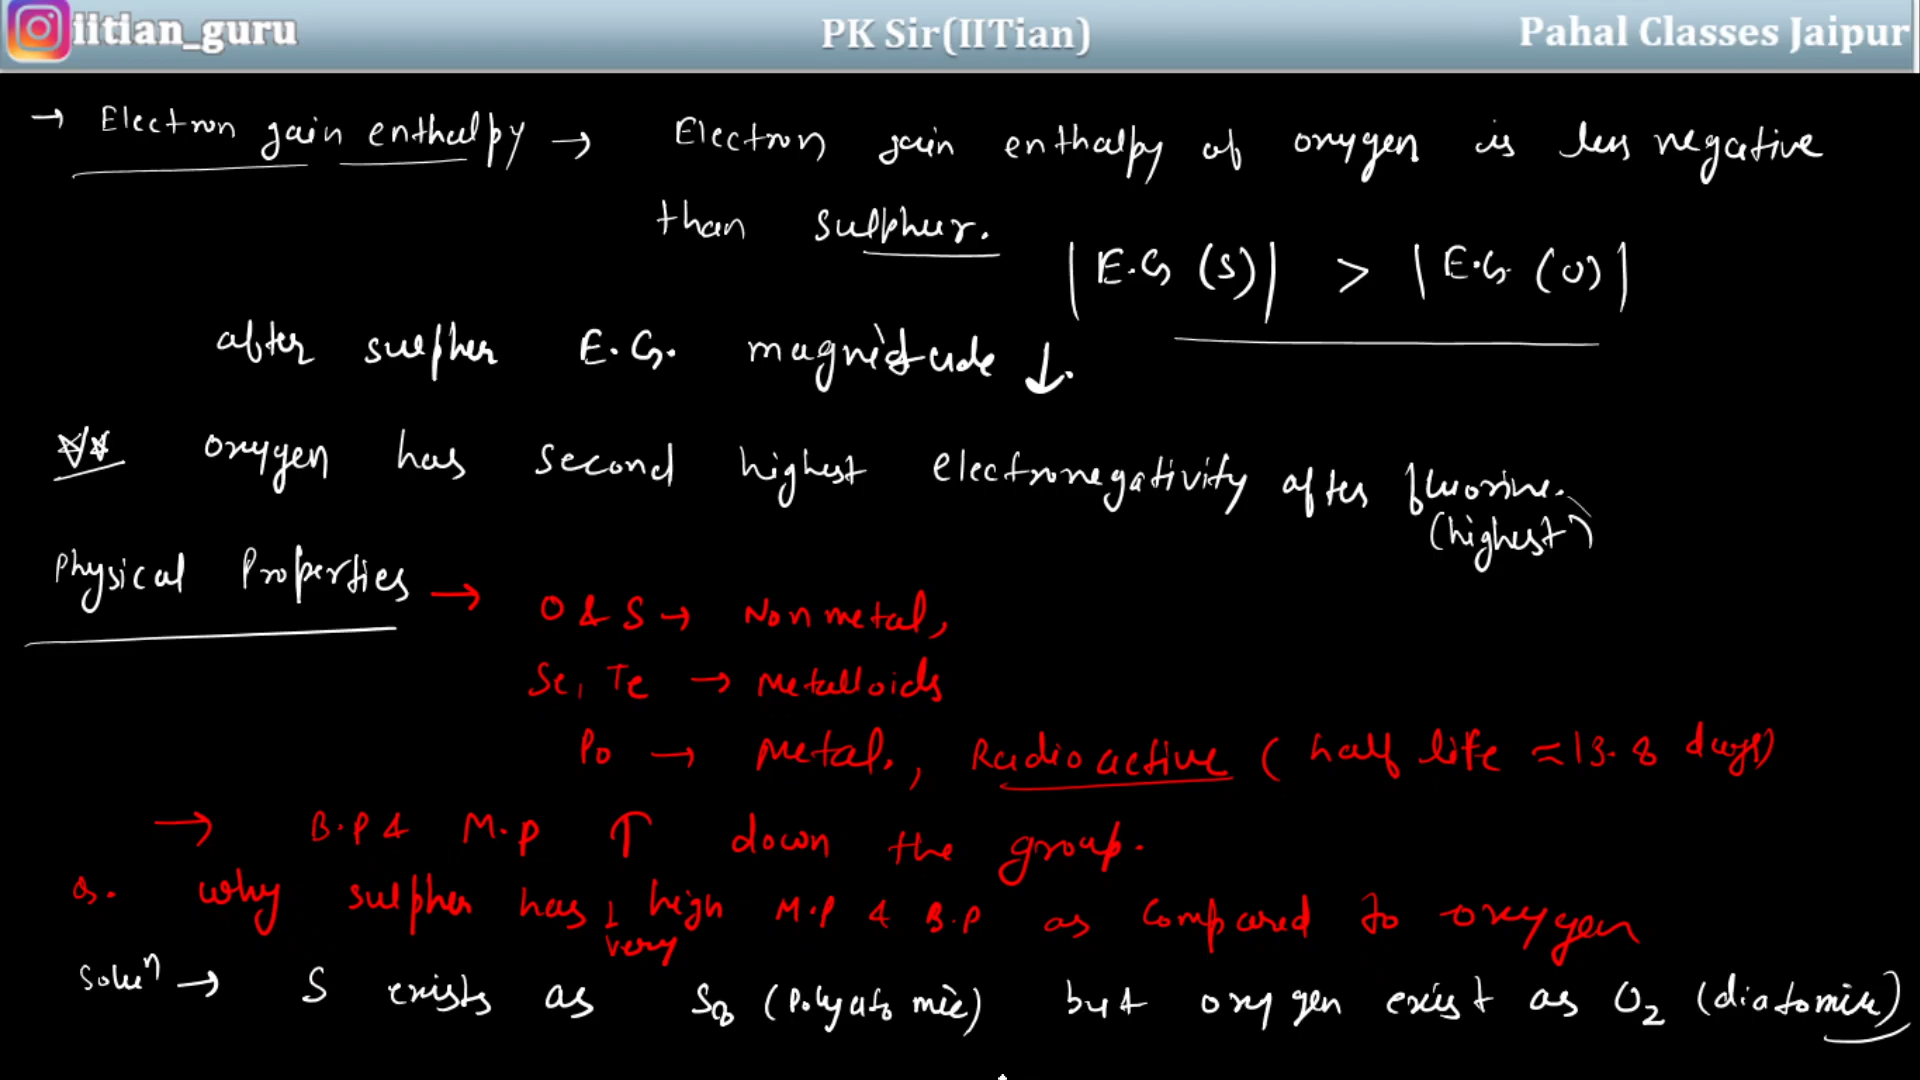 iitian_guru PK Sir(IITian) Pahal Classes Jaipur
→ Electron gain enthalpy → Electron gain enthalpy of oxygen is less negative
than sulphur. |E.G (S)| > |E.G. (O)|
after sulpher E.G. magnitude ↓.
oxygen has second highest electronegativity after fluorine.
(highest)
Physical Properties → O & S → Non metal,
Se, Te → Metalloids
Po → Metal. , Radioactive ( half life ≈ 13.8 days)
→ B.P & M.P ↑ down the group.
Q. why sulpher has very high M.P & B.P as compared to oxygen
Soluⁿ → S exists as S₈ (Polyatomic) but oxygen exist as O₂ (diatomic)